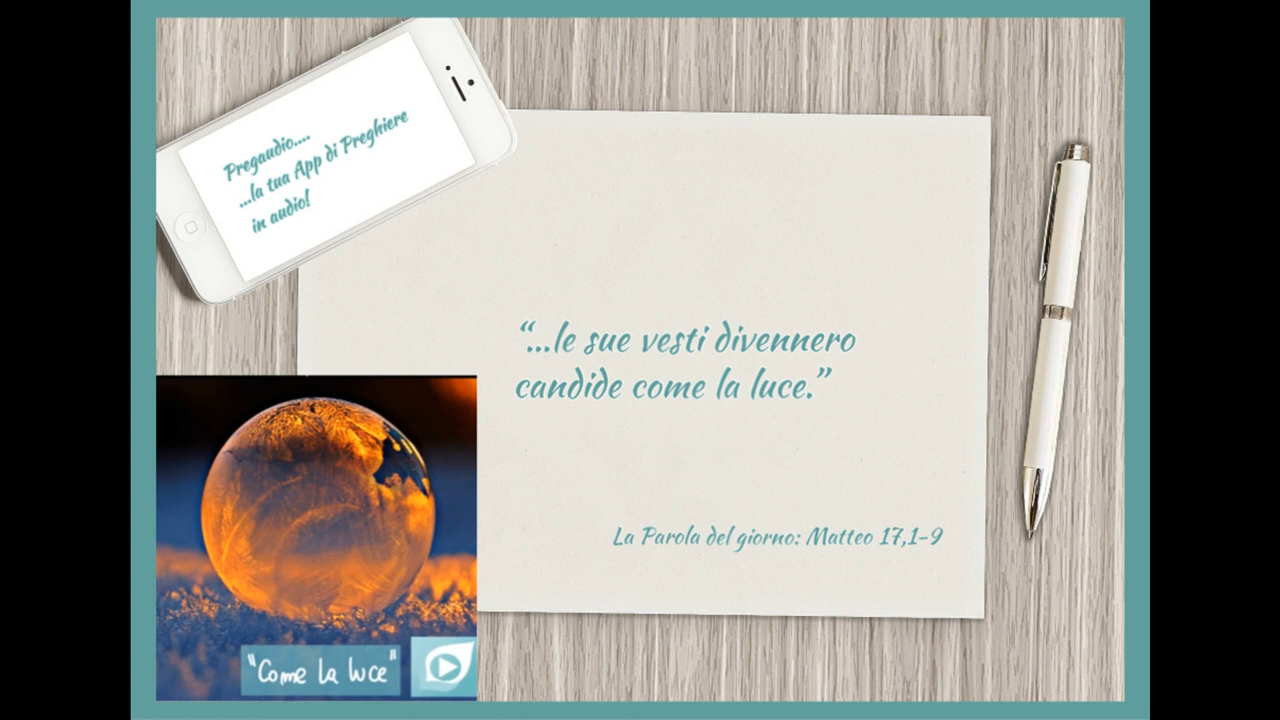 Pregaudio....
...la tua App di Preghiere
in audio!
“...le sue vesti divennero
candide come la luce.”
La Parola del giorno: Matteo 17,1-9
"Come la luce"